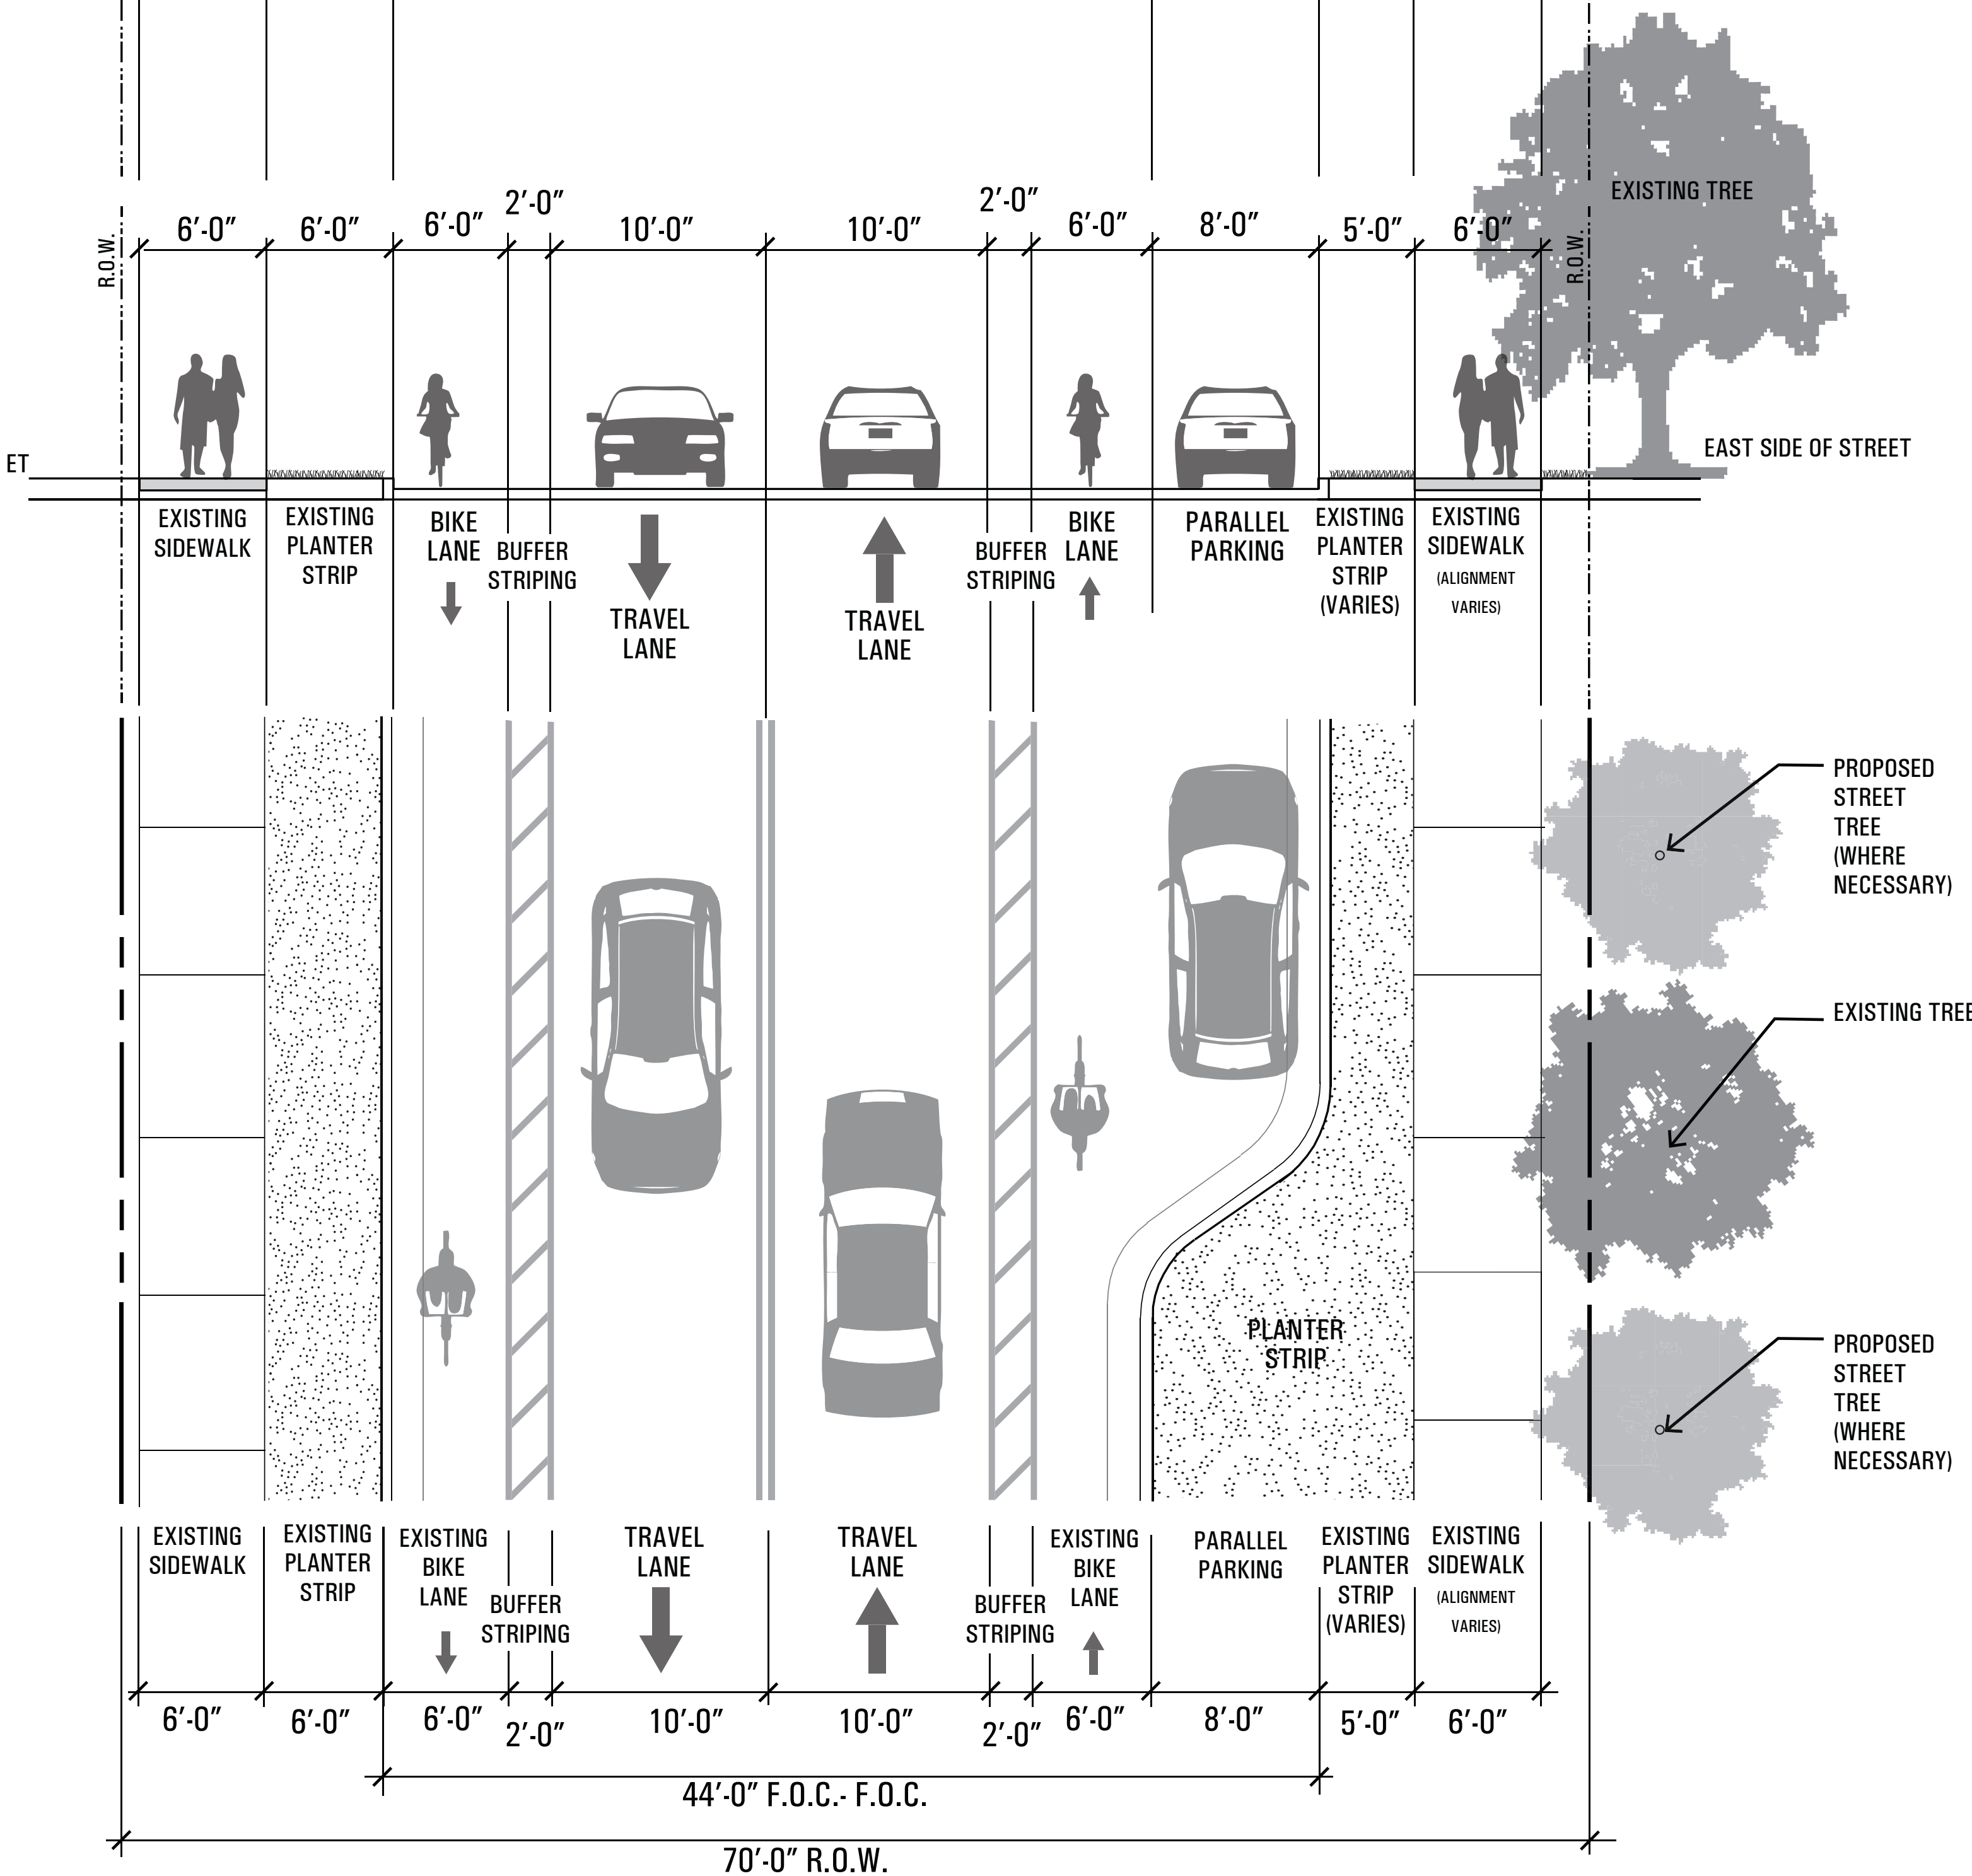 EXISTING TREE
2'-0"
2'-0"
6'-0"
6'-0"
6'-0"
10'-0"
10'-0"
6'-0"
8'-0"
5'-0"
6'-0"
R.O.W.
R.O.W.
ET
EAST SIDE OF STREET
EXISTING
SIDEWALK
EXISTING
PLANTER
STRIP
BIKE
LANE
BUFFER
STRIPING
TRAVEL
LANE
TRAVEL
LANE
BUFFER
STRIPING
BIKE
LANE
PARALLEL
PARKING
EXISTING
PLANTER
STRIP
(VARIES)
EXISTING
SIDEWALK
(ALIGNMENT
VARIES)
PROPOSED
STREET
TREE
(WHERE
NECESSARY)
EXISTING TREE
PLANTER
STRIP
PROPOSED
STREET
TREE
(WHERE
NECESSARY)
EXISTING
SIDEWALK
EXISTING
PLANTER
STRIP
EXISTING
BIKE
LANE
BUFFER
STRIPING
TRAVEL
LANE
TRAVEL
LANE
BUFFER
STRIPING
EXISTING
BIKE
LANE
PARALLEL
PARKING
EXISTING
PLANTER
STRIP
(VARIES)
EXISTING
SIDEWALK
(ALIGNMENT
VARIES)
6'-0"
6'-0"
6'-0"
2'-0"
10'-0"
10'-0"
2'-0"
6'-0"
8'-0"
5'-0"
6'-0"
44'-0" F.O.C.- F.O.C.
70'-0" R.O.W.